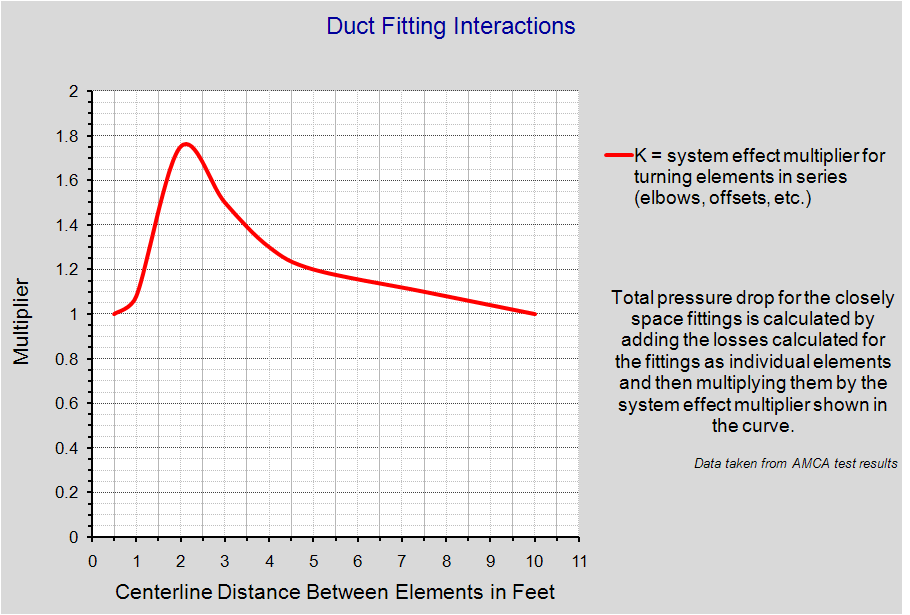 Duct Fitting Interactions
2
1.8
1.6
1.4
1.2
1
0.8
0.6
0.4
0.2
0
Multiplier
0 1 2 3 4 5 6 7 8 9 10 11
Centerline Distance Between Elements in Feet
K = system effect multiplier for
turning elements in series
(elbows, offsets, etc.)
Total pressure drop for the closely
space fittings is calculated by
adding the losses calculated for
the fittings as individual elements
and then multiplying them by the
system effect multiplier shown in
the curve.
Data taken from AMCA test results